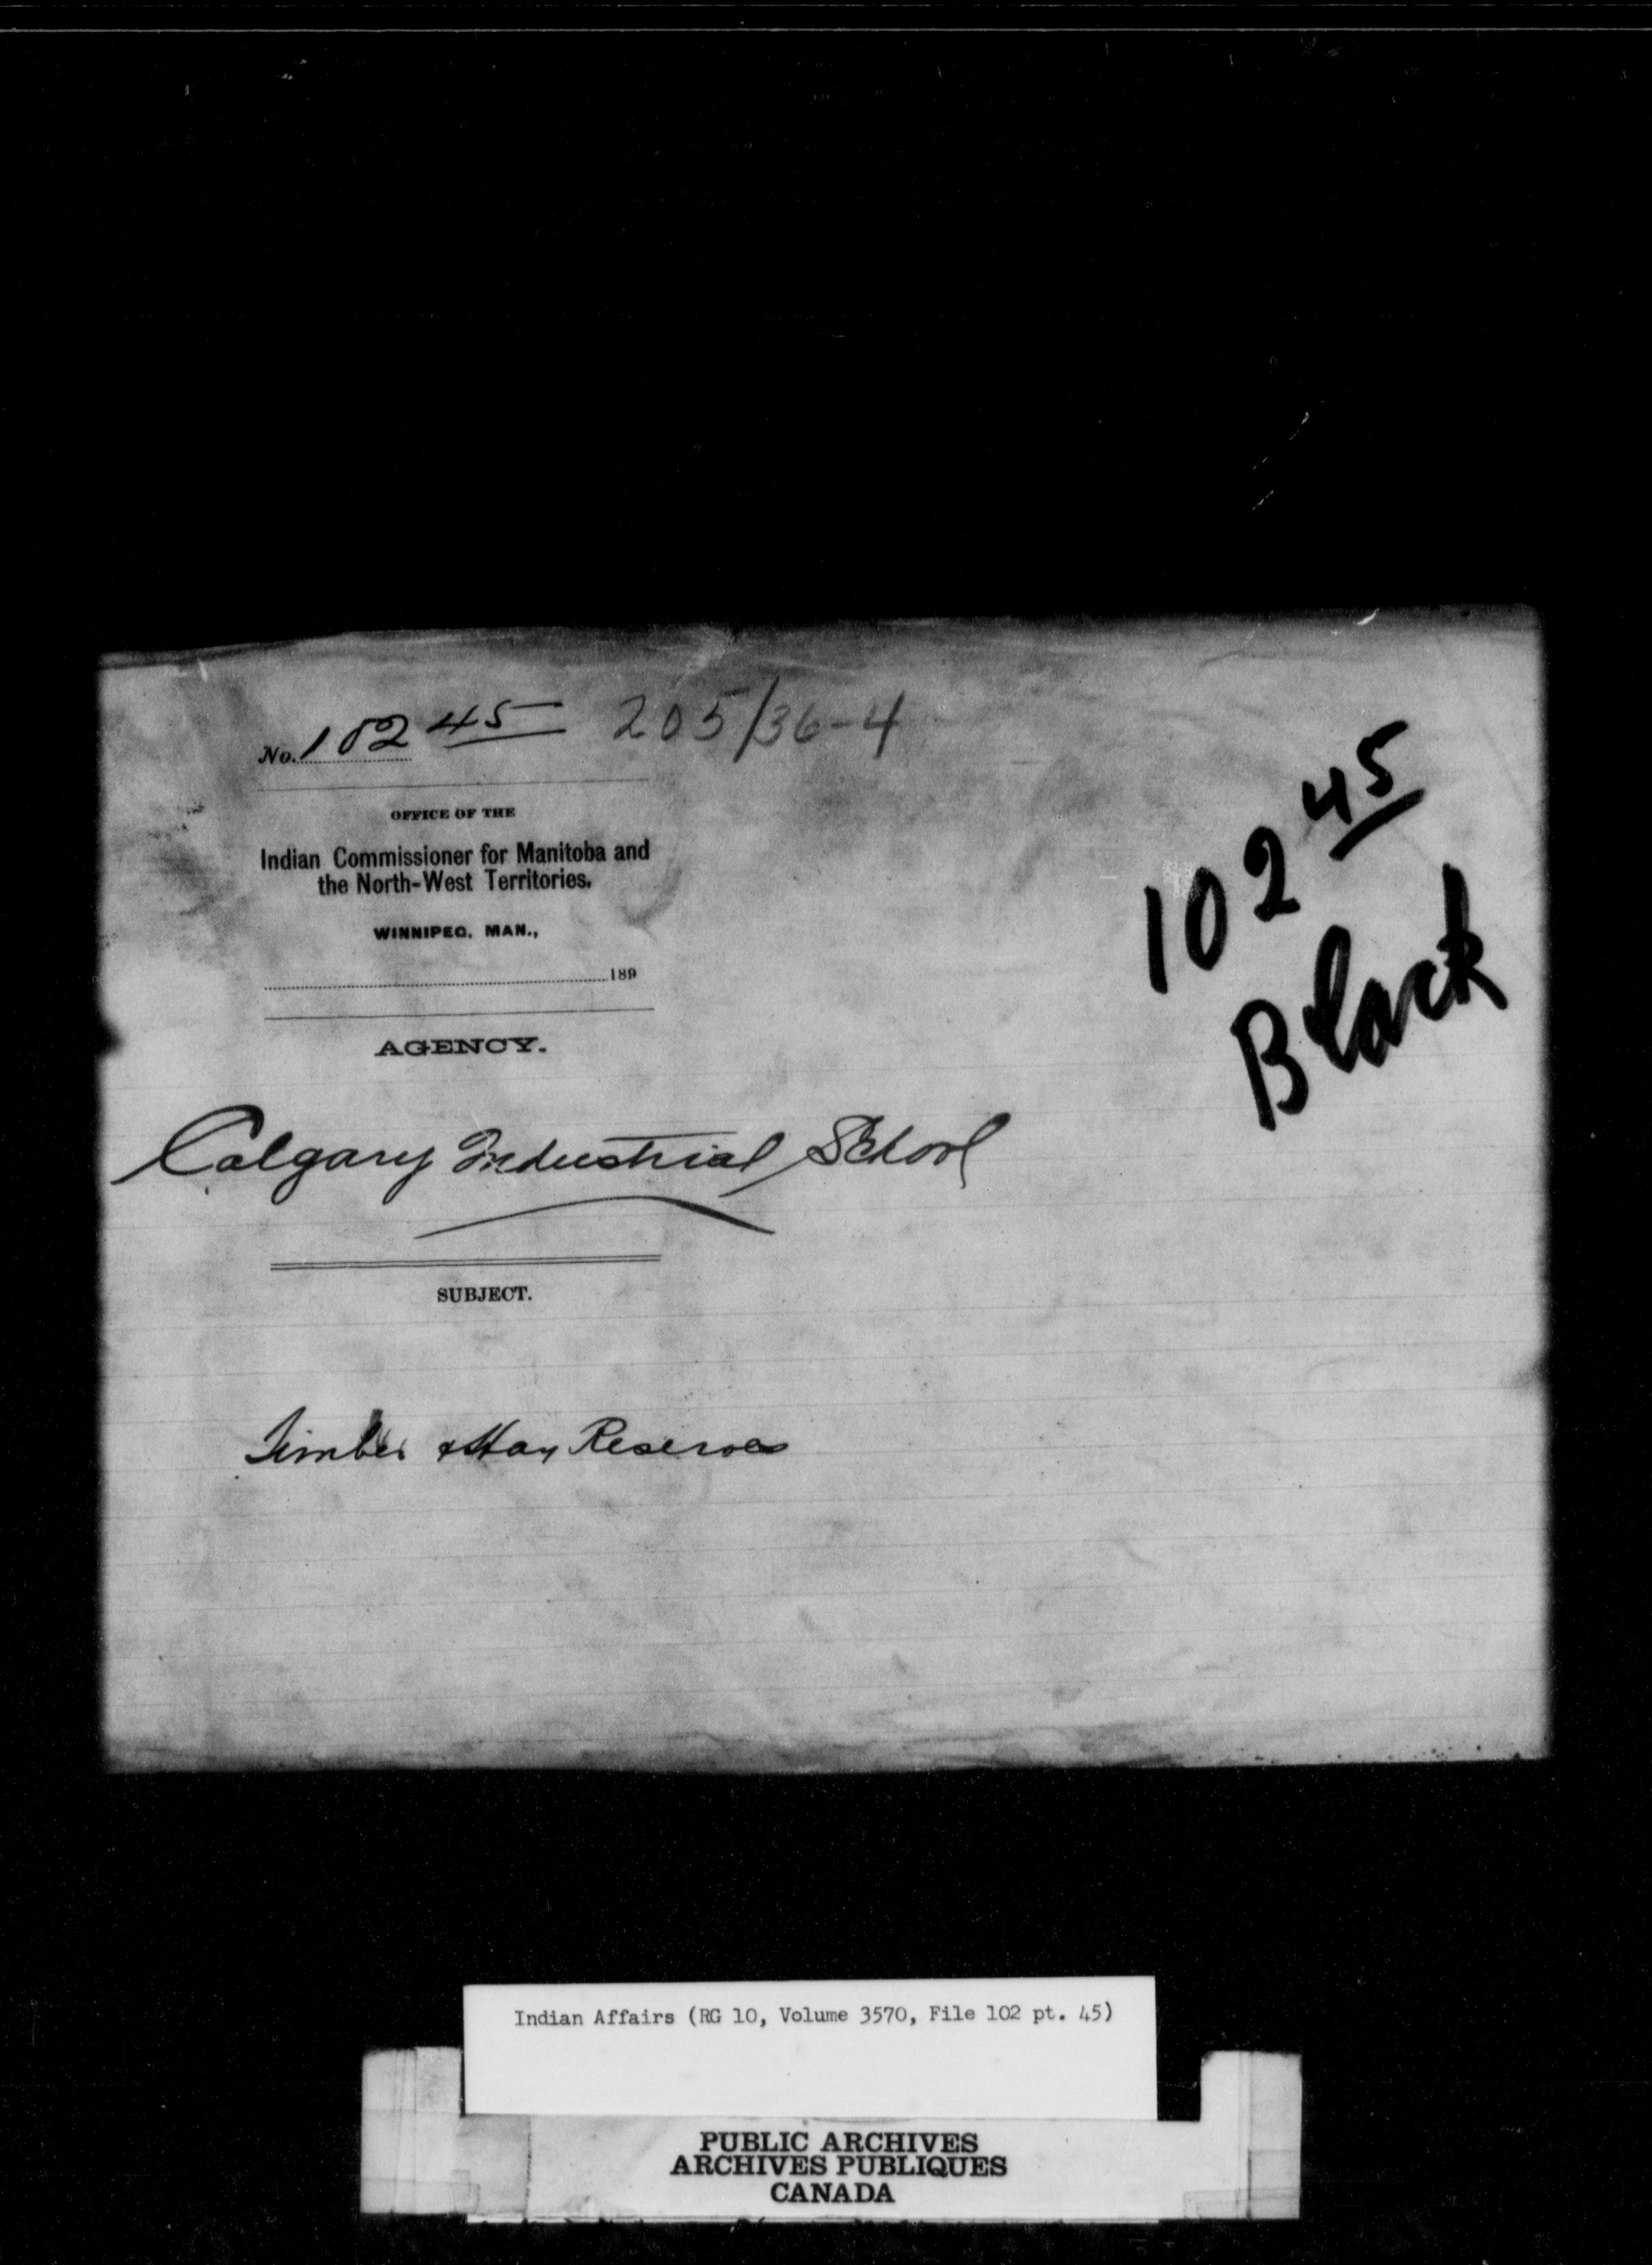 No. 102 45 205/36-4
OFFICE OF THE
Indian Commissioner for Manitoba and
the North-West Territories.
WINNIPEG, MAN.,
189
AGENCY.
Calgary Industrial School
SUBJECT.
Timber & Hay Reserves
102 45
Black
Indian Affairs (RG 10, Volume 3570, File 102 pt. 45)
PUBLIC ARCHIVES
ARCHIVES PUBLIQUES
CANADA